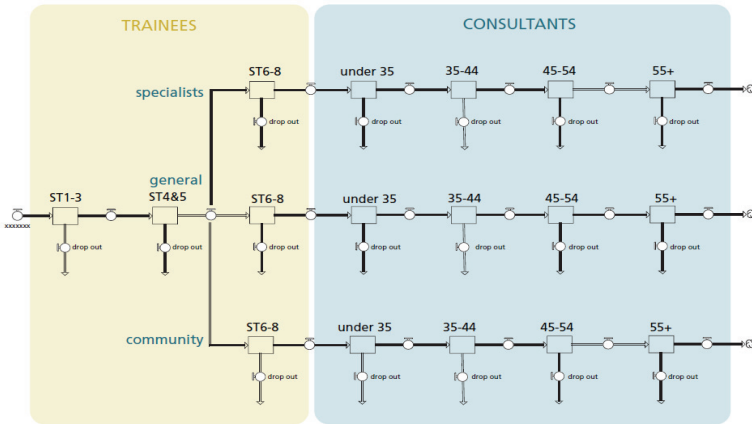 TRAINEES
CONSULTANTS
ST6-8
under 35
35-44
45-54
55+
specialists
drop out
drop out
drop out
drop out
drop out
general
ST1-3
ST4&5
ST6-8
under 35
35-44
45-54
55+
xxxxxxx
drop out
drop out
drop out
drop out
drop out
drop out
drop out
ST6-8
under 35
35-44
45-54
55+
community
drop out
drop out
drop out
drop out
drop out